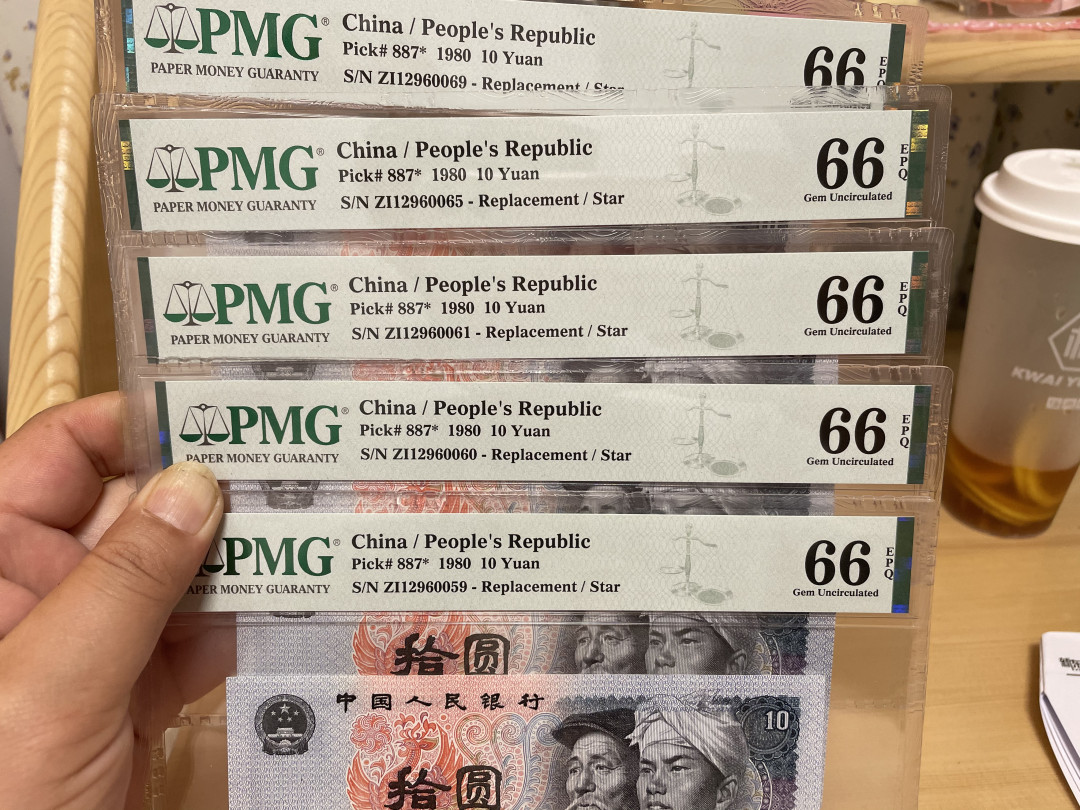 PMG®
PAPER MONEY GUARANTY
China / People's Republic
Pick# 887* 1980 10 Yuan
S/N ZI12960069 - Replacement / Star
66
EPQ
PMG®
PAPER MONEY GUARANTY
China / People's Republic
Pick# 887* 1980 10 Yuan
S/N ZI12960065 - Replacement / Star
66
EPQ
Gem Uncirculated
PMG®
PAPER MONEY GUARANTY
China / People's Republic
Pick# 887* 1980 10 Yuan
S/N ZI12960061 - Replacement / Star
66
EPQ
Gem Uncirculated
PMG®
PAPER MONEY GUARANTY
China / People's Republic
Pick# 887* 1980 10 Yuan
S/N ZI12960060 - Replacement / Star
66
EPQ
Gem Uncirculated
PMG®
APER MONEY GUARANTY
China / People's Republic
Pick# 887* 1980 10 Yuan
S/N ZI12960059 - Replacement / Star
66
EPQ
Gem Uncirculated
拾圆
中国人民银行
10
拾圆
KWAI